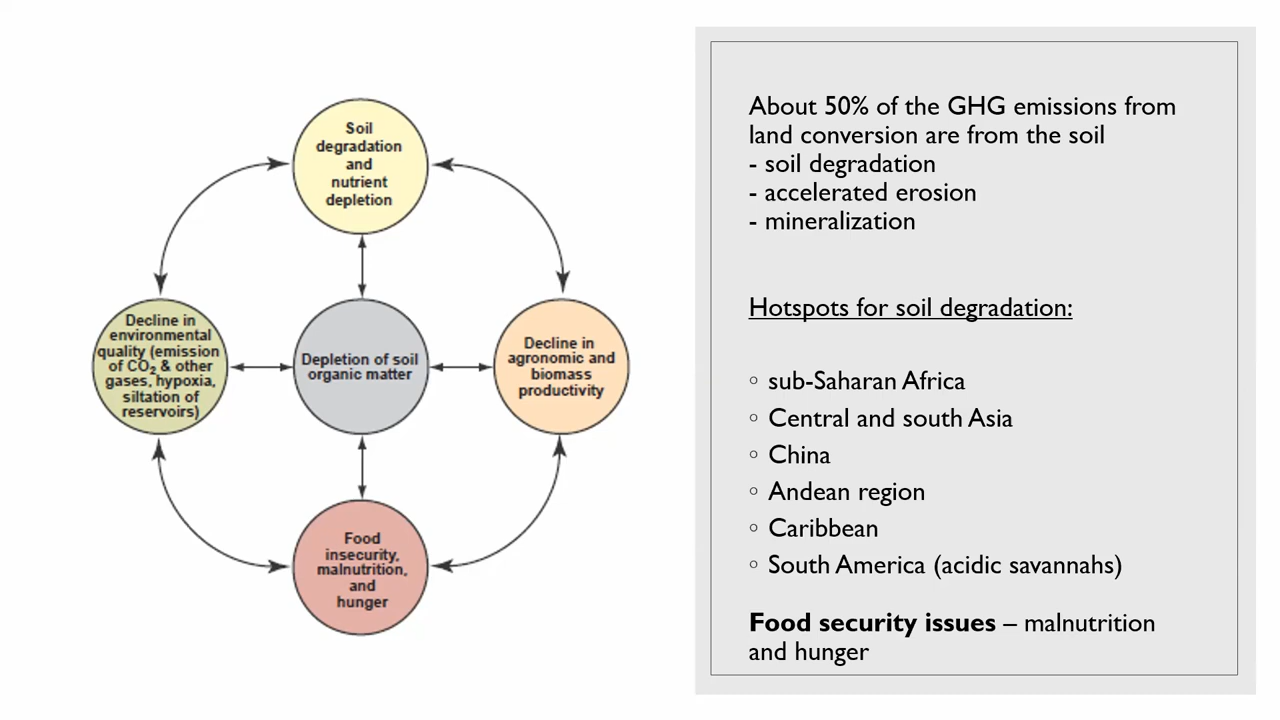 Soil
degradation
and
nutrient
depletion
Decline in
environmental
quality (emission
of CO₂ & other
gases, hypoxia,
siltation of
reservoirs)
Depletion of soil
organic matter
Decline in
agronomic and
biomass
productivity
Food
insecurity,
malnutrition,
and
hunger
About 50% of the GHG emissions from
land conversion are from the soil
- soil degradation
- accelerated erosion
- mineralization
Hotspots for soil degradation:
◦ sub-Saharan Africa
◦ Central and south Asia
◦ China
◦ Andean region
◦ Caribbean
◦ South America (acidic savannahs)
Food security issues – malnutrition
and hunger